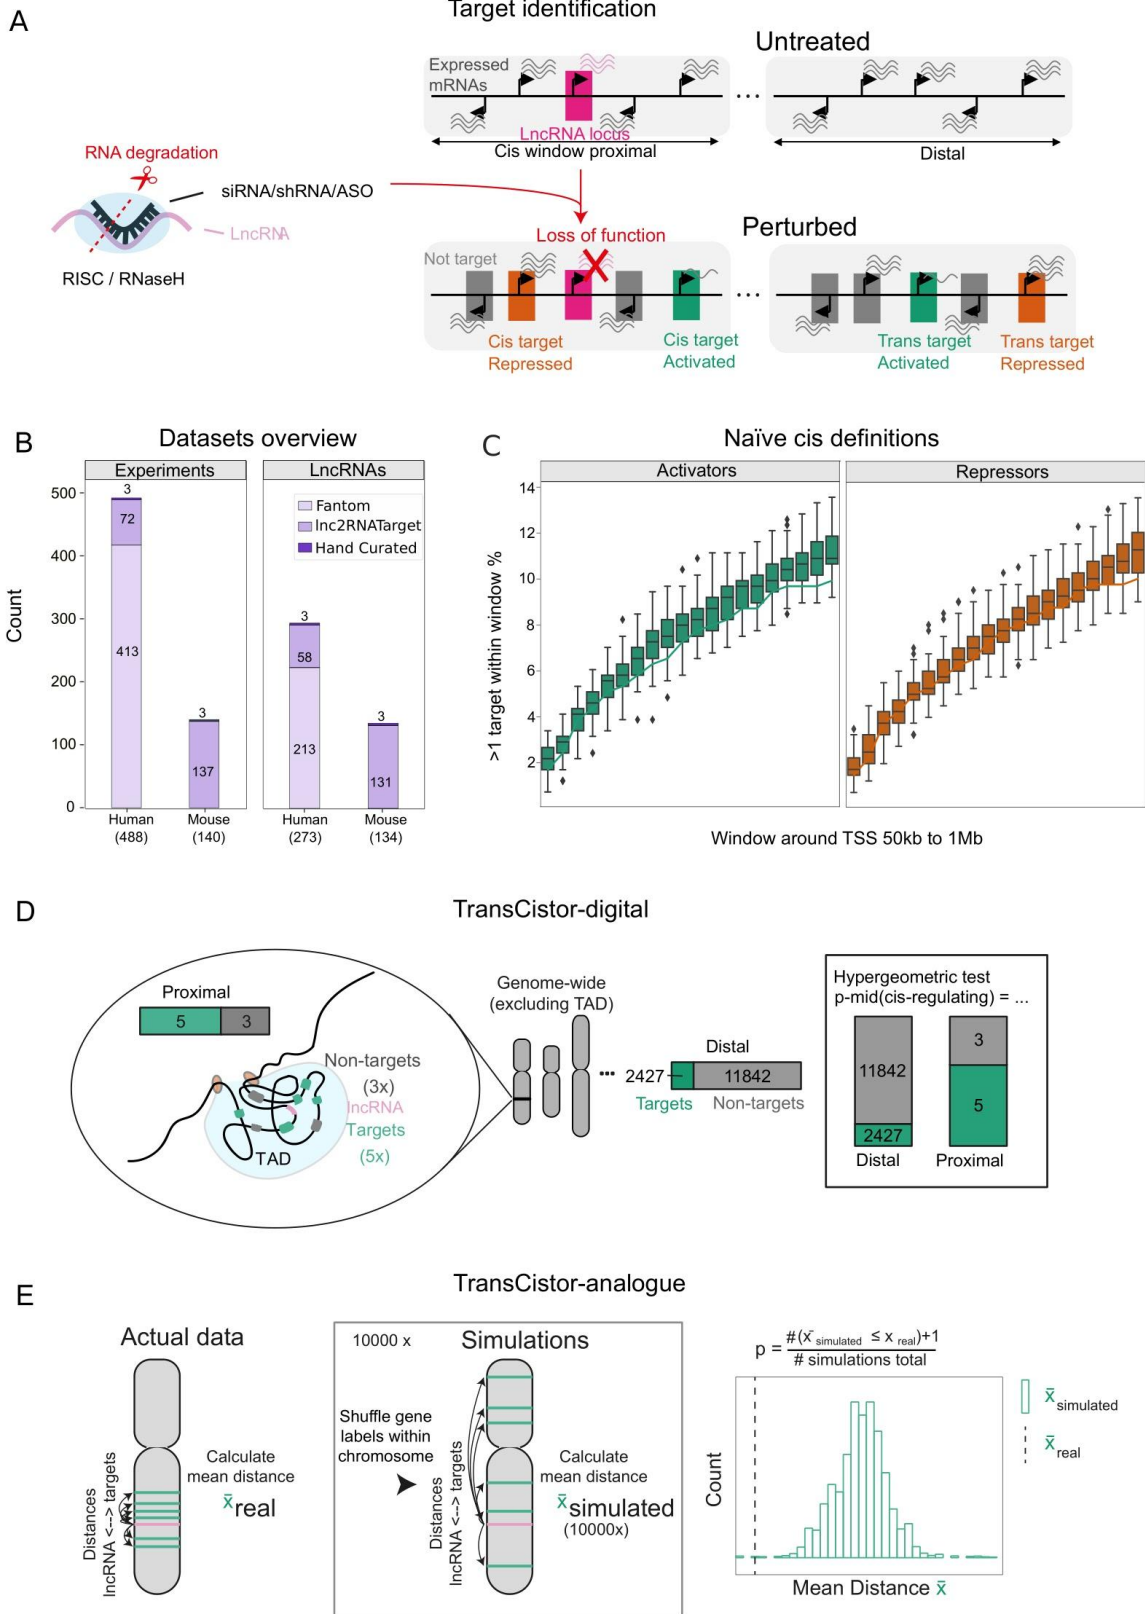 A
Target identification
Untreated
Expressed
mRNAs
LncRNA locus
Cis window proximal
...
Distal
RNA degradation
siRNA/shRNA/ASO
LncRNA
RISC / RNaseH
Loss of function
Perturbed
Not target
...
Cis target
Repressed
Cis target
Activated
Trans target
Activated
Trans target
Repressed
B
Datasets overview
Experiments
LncRNAs
Count
500
400
300
200
100
0
3
72
413
3
137
3
58
213
3
131
Fantom
lnc2RNATarget
Hand Curated
Human
(488)
Mouse
(140)
Human
(273)
Mouse
(134)
C
Naïve cis definitions
Activators
Repressors
>1 target within window %
14
12
10
8
6
4
2
Window around TSS 50kb to 1Mb
D
TransCistor-digital
Proximal
5 3
Non-targets
(3x)
lncRNA
Targets
(5x)
TAD
Genome-wide
(excluding TAD)
...
Distal
2427 11842
Targets Non-targets
Hypergeometric test
p-mid(cis-regulating) = ...
11842
2427
3
5
Distal
Proximal
E
TransCistor-analogue
Actual data
Distances
lncRNA <--> targets
Calculate
mean distance
x̄ real
10000 x
Simulations
Shuffle gene
labels within
chromosome
Distances
lncRNA <--> targets
Calculate
mean distance
x̄ simulated
(10000x)
p = #(x̄ simulated ≤ x real)+1
# simulations total
Count
Mean Distance x̄
x̄ simulated
x̄ real